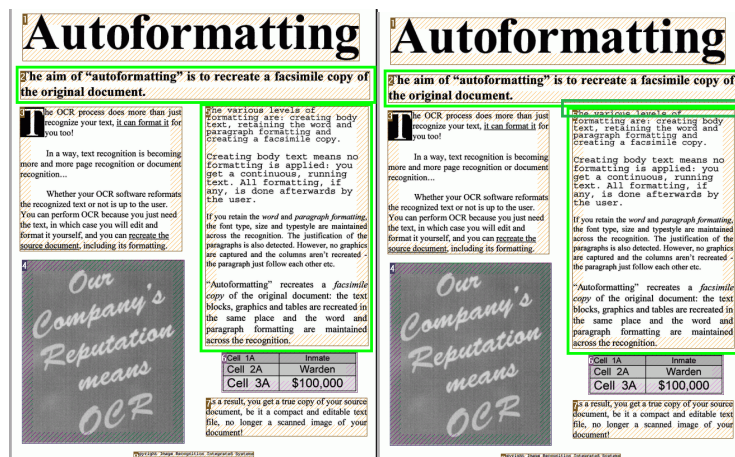 Autoformatting
The aim of “autoformatting” is to recreate a facsimile copy of
the original document.
The OCR process does more than just
recognize your text, it can format it for
you too!
In a way, text recognition is becoming
more and more page recognition or document
recognition...
Whether your OCR software reformats
the recognized text or not is up to the user.
You can perform OCR because you just need
the text, in which case you will edit and
format it yourself, and you can recreate the
source document, including its formatting.
4
Our
Company's
Reputation
means
OCR
The various levels of
formatting are: creating body
text, retaining the word and
paragraph formatting and
creating a facsimile copy.
Creating body text means no
formatting is applied: you
get a continuous, running
text. All formatting, if
any, is done afterwards by
the user.
If you retain the word and paragraph formatting,
the font type, size and typestyle are maintained
across the recognition. The justification of the
paragraphs is also detected. However, no graphics
are captured and the columns aren't recreated -
the paragraph just follow each other etc.
“Autoformatting” recreates a facsimile
copy of the original document: the text
blocks, graphics and tables are recreated in
the same place and the word and
paragraph formatting are maintained
across the recognition.
Cell 1A Inmate
Cell 2A Warden
Cell 3A $100,000
As a result, you get a true copy of your source
document, be it a compact and editable text
file, no longer a scanned image of your
document!
Copyright Image Recognition Integrated Systems
Autoformatting
The aim of “autoformatting” is to recreate a facsimile copy of
the original document.
The OCR process does more than just
recognize your text, it can format it for
you too!
In a way, text recognition is becoming
more and more page recognition or document
recognition...
Whether your OCR software reformats
the recognized text or not is up to the user.
You can perform OCR because you just need
the text, in which case you will edit and
format it yourself, and you can recreate the
source document, including its formatting.
4
Our
Company's
Reputation
means
OCR
The various levels of
formatting are: creating body
text, retaining the word and
paragraph formatting and
creating a facsimile copy.
Creating body text means no
formatting is applied: you
get a continuous, running
text. All formatting, if
any, is done afterwards by
the user.
If you retain the word and paragraph formatting,
the font type, size and typestyle are maintained
across the recognition. The justification of the
paragraphs is also detected. However, no graphics
are captured and the columns aren't recreated -
the paragraph just follow each other etc.
“Autoformatting” recreates a facsimile
copy of the original document: the text
blocks, graphics and tables are recreated in
the same place and the word and
paragraph formatting are maintained
across the recognition.
Cell 1A Inmate
Cell 2A Warden
Cell 3A $100,000
As a result, you get a true copy of your source
document, be it a compact and editable text
file, no longer a scanned image of your
document!
Copyright Image Recognition Integrated Systems